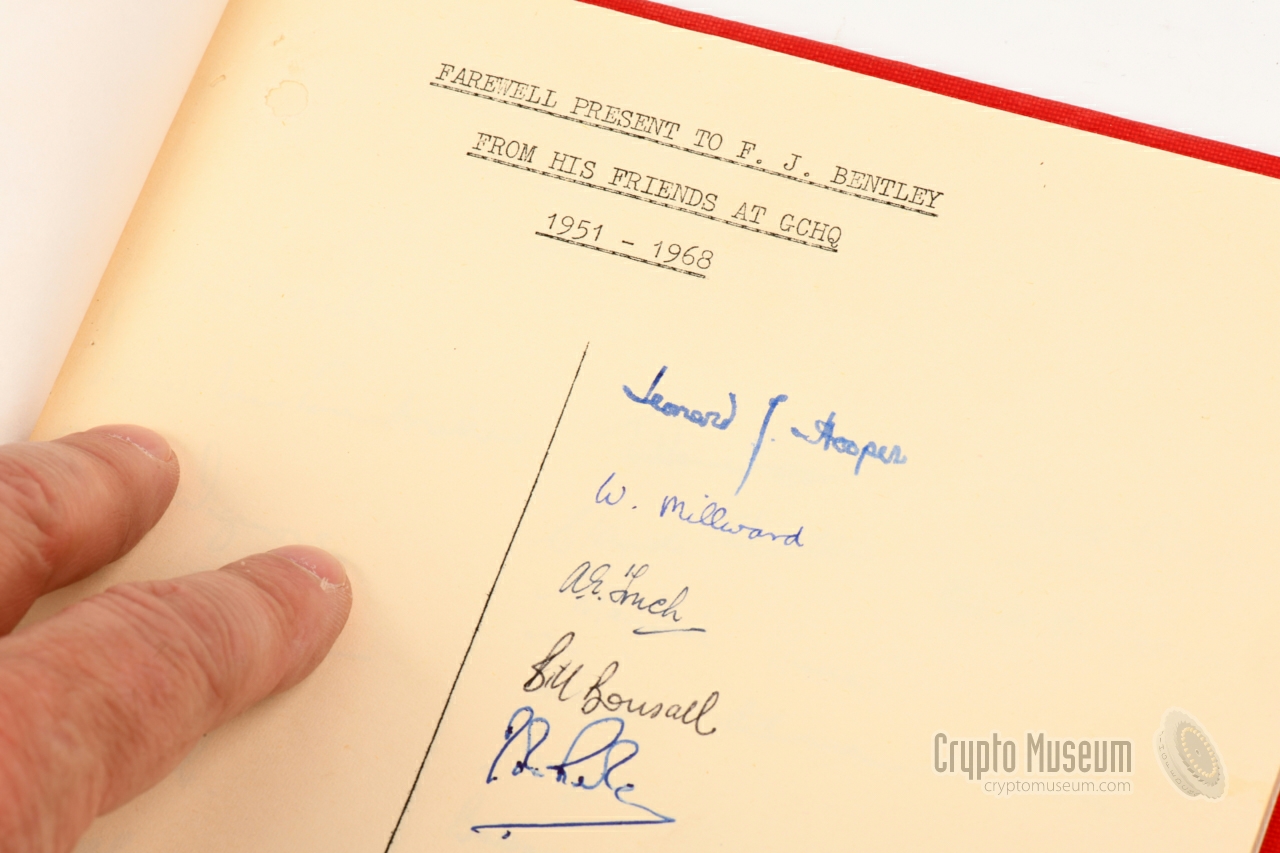 FAREWELL PRESENT TO F. J. BENTLEY
FROM HIS FRIENDS AT GCHQ
1951 - 1968
Leonard J. Hooper
W. Millward
Bill Bonsall
Crypto Museum
cryptomuseum.com